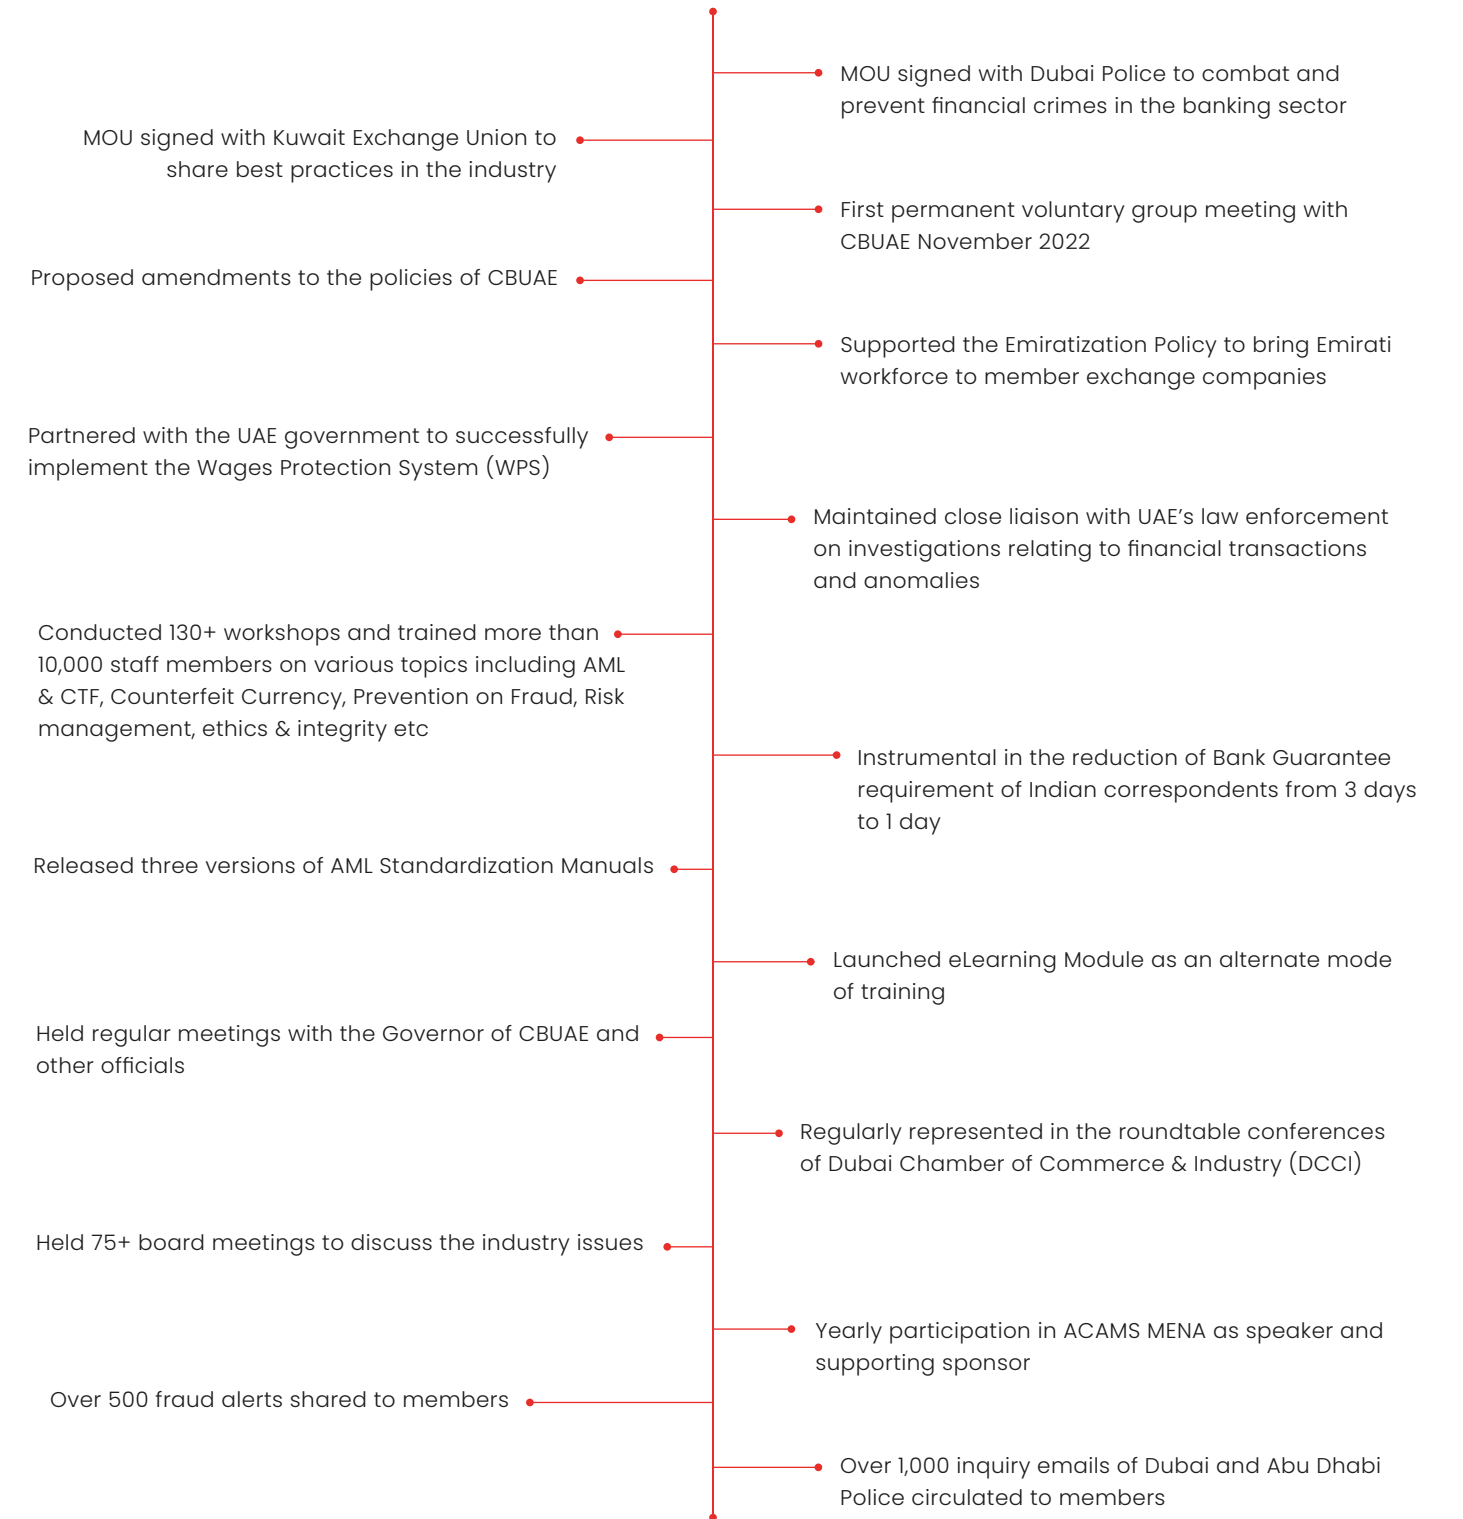 MOU signed with Dubai Police to combat and
prevent financial crimes in the banking sector
MOU signed with Kuwait Exchange Union to
share best practices in the industry
First permanent voluntary group meeting with
CBUAE November 2022
Proposed amendments to the policies of CBUAE
Supported the Emiratization Policy to bring Emirati
workforce to member exchange companies
Partnered with the UAE government to successfully
implement the Wages Protection System (WPS)
Maintained close liaison with UAE’s law enforcement
on investigations relating to financial transactions
and anomalies
Conducted 130+ workshops and trained more than
10,000 staff members on various topics including AML
& CTF, Counterfeit Currency, Prevention on Fraud, Risk
management, ethics & integrity etc
Instrumental in the reduction of Bank Guarantee
requirement of Indian correspondents from 3 days
to 1 day
Released three versions of AML Standardization Manuals
Launched eLearning Module as an alternate mode
of training
Held regular meetings with the Governor of CBUAE and
other officials
Regularly represented in the roundtable conferences
of Dubai Chamber of Commerce & Industry (DCCI)
Held 75+ board meetings to discuss the industry issues
Yearly participation in ACAMS MENA as speaker and
supporting sponsor
Over 500 fraud alerts shared to members
Over 1,000 inquiry emails of Dubai and Abu Dhabi
Police circulated to members